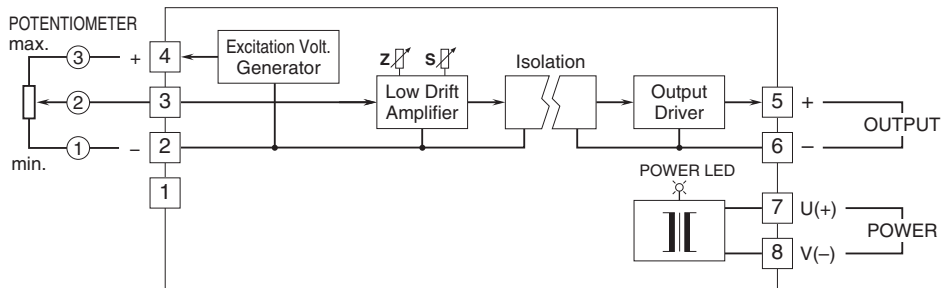 POTENTIOMETER
max.
③ + 4
Excitation Volt.
Generator
Z S
Isolation
② 3
Low Drift
Amplifier
Output
Driver
5 +
OUTPUT
① – 2
6 –
min.
1
POWER LED
7 U(+)
POWER
8 V(–)